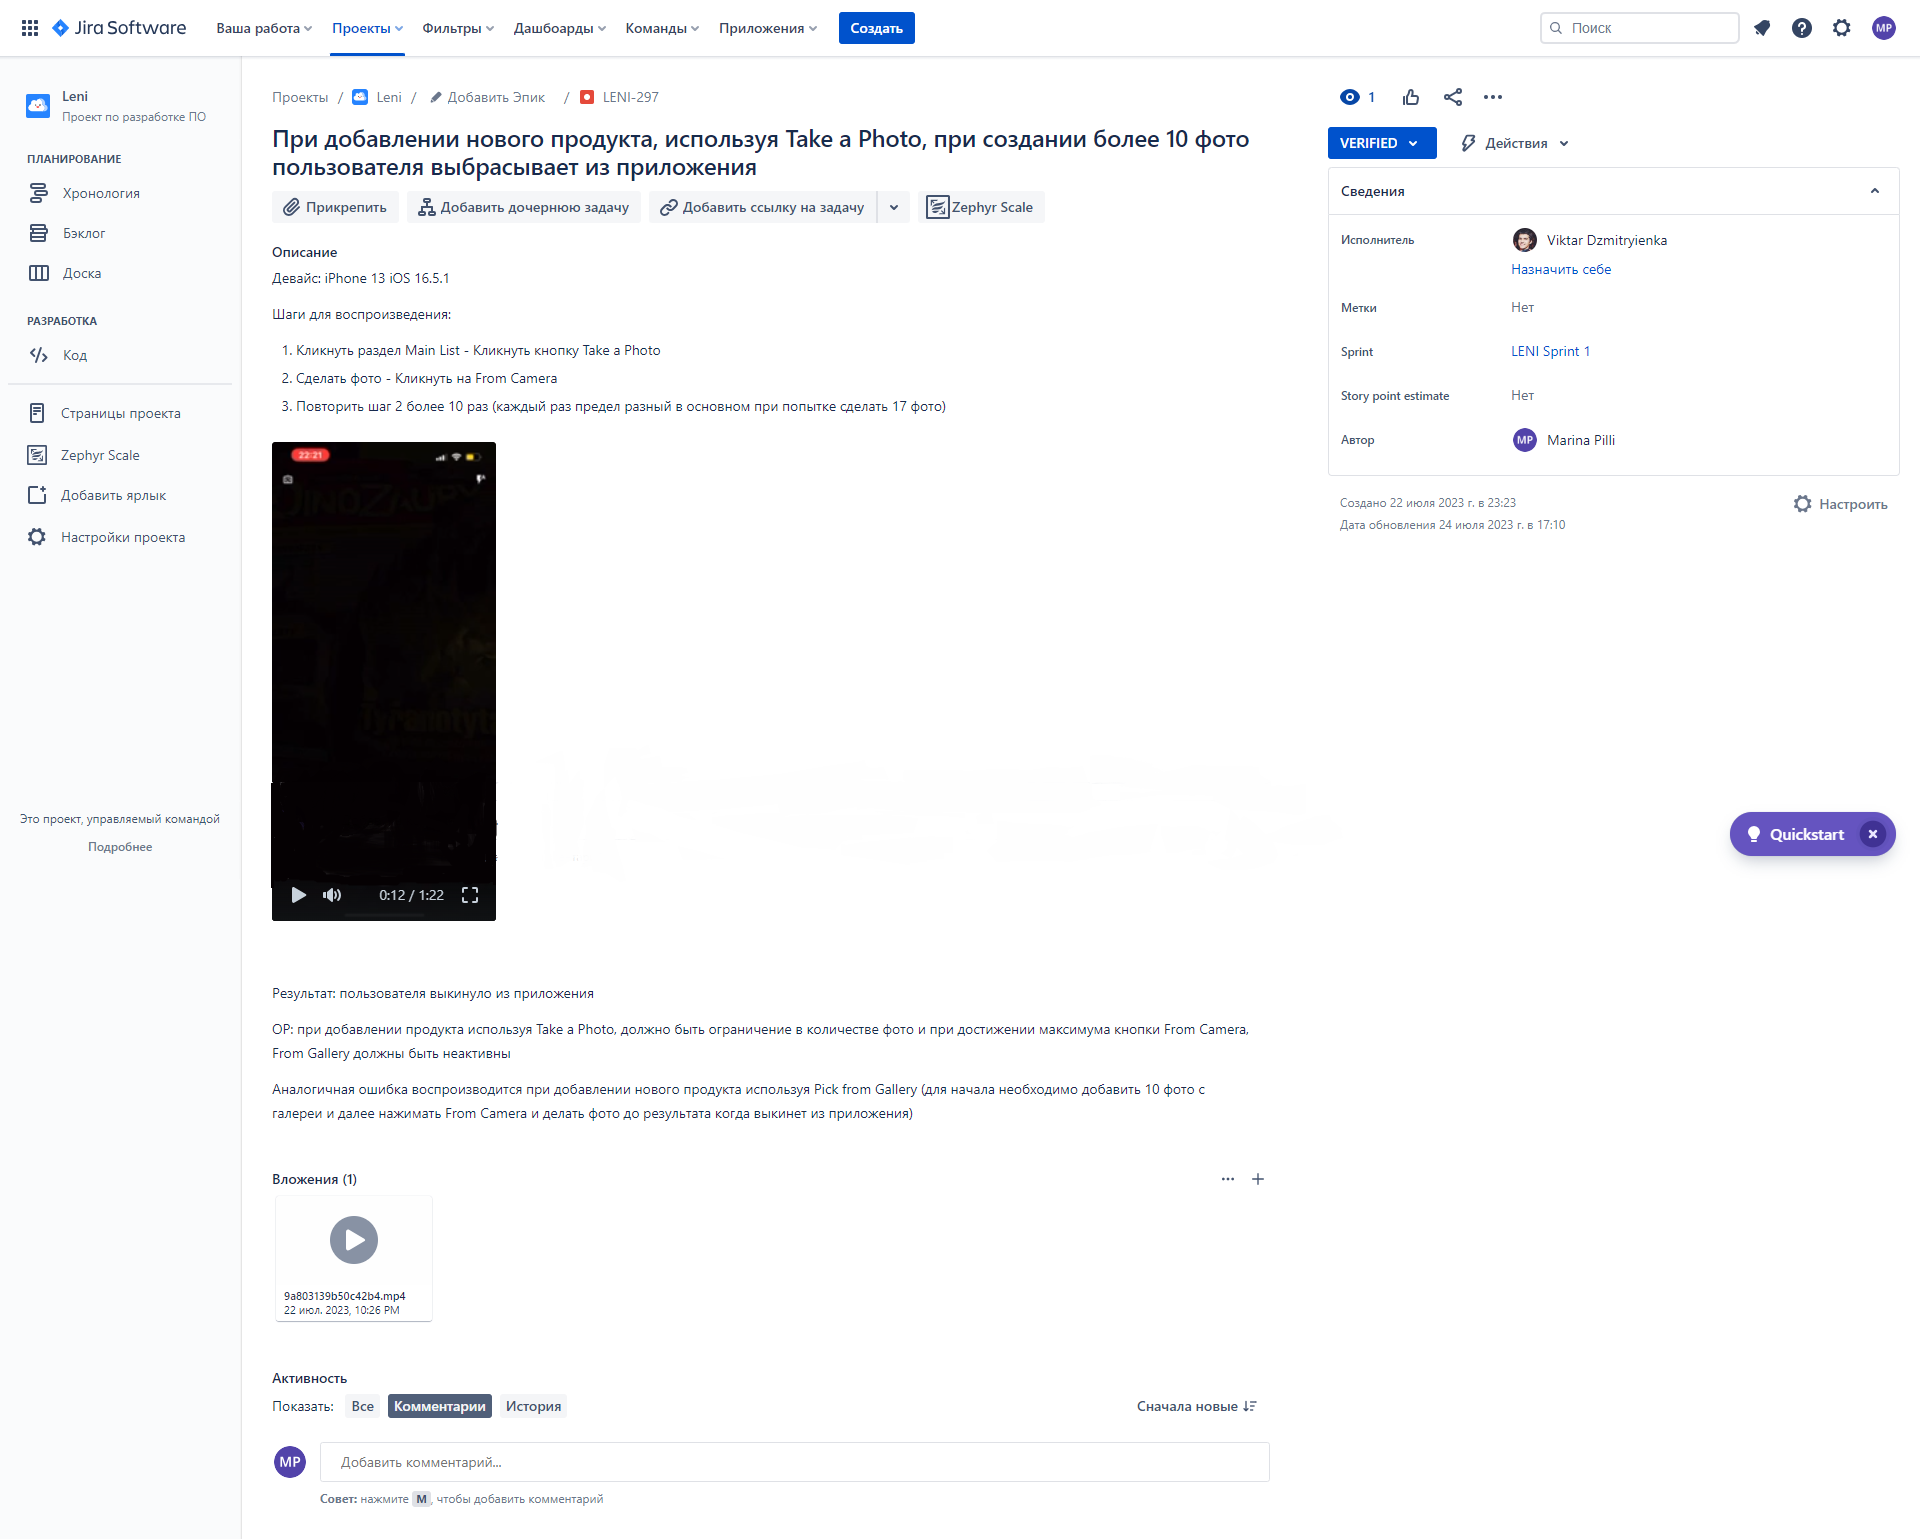 Jira Software
Ваша работа
Проекты
Фильтры
Дашборды
Команды
Приложения
Создать
Поиск
MP
Leni
Проект по разработке ПО
ПЛАНИРОВАНИЕ
Хронология
Бэклог
Доска
РАЗРАБОТКА
Код
Страницы проекта
Zephyr Scale
Добавить ярлык
Настройки проекта
Это проект, управляемый командой
Подробнее
Проекты / Leni / Добавить Эпик / LENI-297
При добавлении нового продукта, используя Take a Photo, при создании более 10 фото
пользователя выбрасывает из приложения
Прикрепить
Добавить дочернюю задачу
Добавить ссылку на задачу
Zephyr Scale
Описание
Девайс: iPhone 13 iOS 16.5.1
Шаги для воспроизведения:
1. Кликнуть раздел Main List - Кликнуть кнопку Take a Photo
2. Сделать фото - Кликнуть на From Camera
3. Повторить шаг 2 более 10 раз (каждый раз предел разный в основном при попытке сделать 17 фото)
22:21
0:12 / 1:22
Результат: пользователя выкинуло из приложения
ОР: при добавлении продукта используя Take a Photo, должно быть ограничение в количестве фото и при достижении максимума кнопки From Camera,
From Gallery должны быть неактивны
Аналогичная ошибка воспроизводится при добавлении нового продукта используя Pick from Gallery (для начала необходимо добавить 10 фото с
галереи и далее нажимать From Camera и делать фото до результата когда выкинет из приложения)
Вложения (1)
9a803139b50c42b4.mp4
22 июл. 2023, 10:26 PM
Активность
Показать:
Все
Комментарии
История
Сначала новые
MP
Добавить комментарий...
Совет: нажмите M, чтобы добавить комментарий
1
VERIFIED
Действия
Сведения
Исполнитель
Viktar Dzmitryienka
Назначить себе
Метки
Нет
Sprint
LENI Sprint 1
Story point estimate
Нет
Автор
MP
Marina Pilli
Создано 22 июля 2023 г. в 23:23
Дата обновления 24 июля 2023 г. в 17:10
Настроить
Quickstart